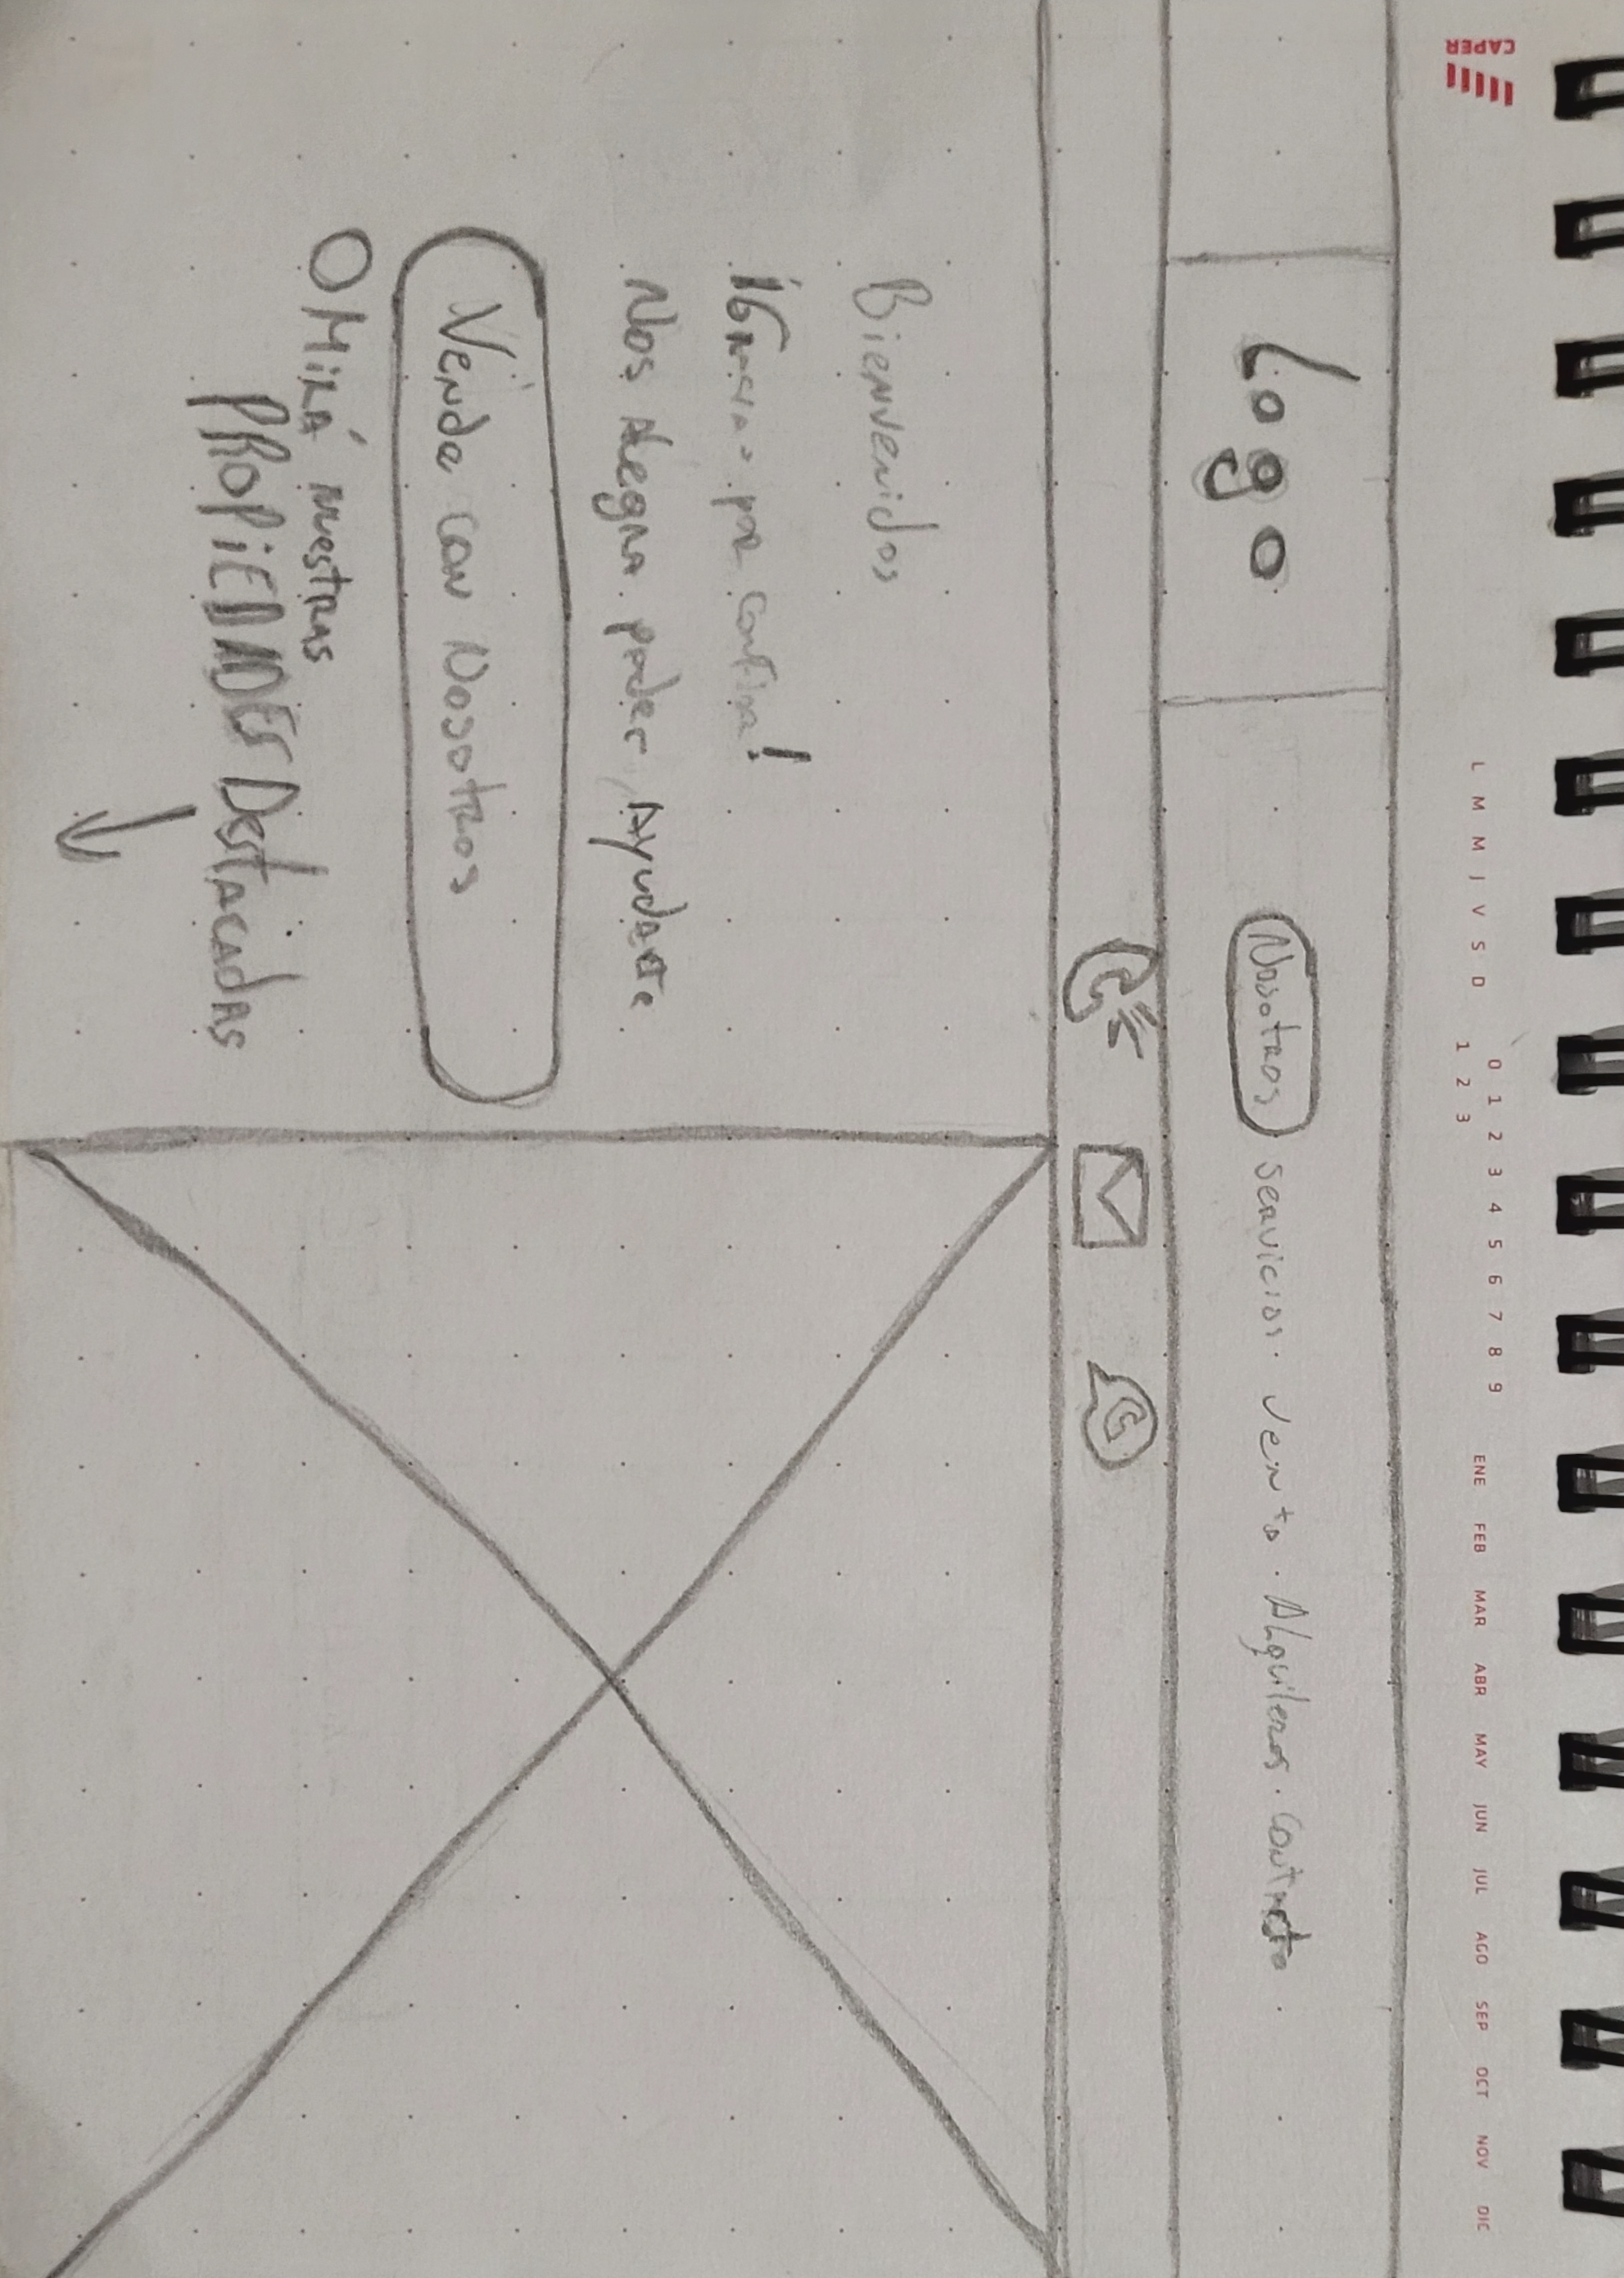 CAPER
L M M J V S D
0 1 2 3 4 5 6 7 8 9
1 2 3
ENE FEB MAR ABR MAY JUN JUL AGO SEP OCT NOV DIC
Logo
Nosotros servicios · venta · Alquileres · Contacto
Bienvenidos
¡Gracias por confiar!
Nos Alegra poder Ayudarte
Vende con Nosotros
Mirá nuestras
PROPiEDADES Destacadas